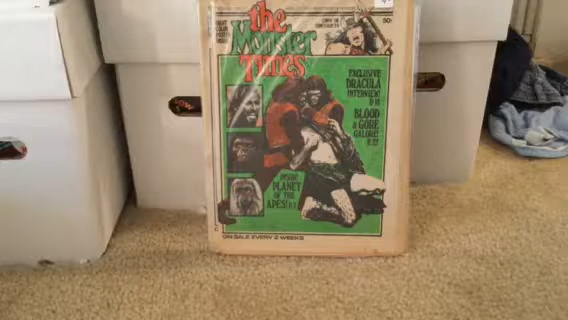 the
Monster
Times
50¢
EXCLUSIVE
DRACULA
INTERVIEW!
BLOOD
& GORE
GALORE!
INSIDE
PLANET
OF THE
APES!
ON SALE EVERY 2 WEEKS